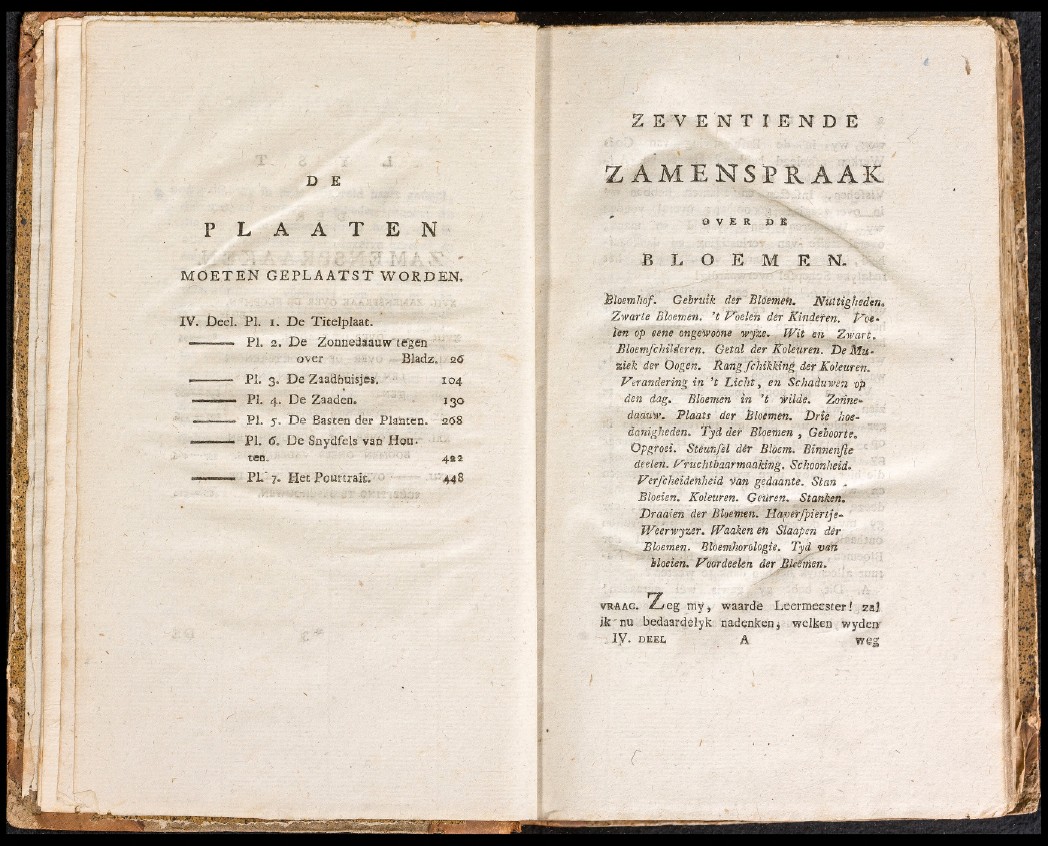 DE
PLAATEN
MOETEN GEPLAATST WORDEN.
IV. Deel. Pl. 1. De Titelplaat.
——— Pl. 2. De Zonnedaauw tegen
over Bladz. 26
——— Pl. 3. De Zaadhuisjes. 104
——— Pl. 4. De Zaaden. 130
——— Pl. 5. De Basten der Planten. 268
——— Pl. 6. De Snydſels van Hou-
ten. 422
——— Pl. 7. Het Pourtrait. 448
ZEVENTIENDE
ZAMENSPRAAK
OVER DE
BLOEMEN.
Bloemhof. Gebruik der Bloemen. Nuttigheden.
Zwarte Bloemen. 't Voelen der Kinderen. Voe-
len op eene ongewoone wyze. Wit en Zwart.
Bloemſchilderen. Getal der Koleuren. De Mu-
ziek der Oogen. Rangſchikking der Koleuren.
Verandering in 't Licht, en Schaduwen op
den dag. Bloemen in 't wilde. Zonne-
daauw. Plaats der Bloemen. Drie hoe-
danigheden. Tyd der Bloemen, Geboorte.
Opgroei. Steunſel der Bloem. Binnenſte
deelen. Vruchtbaarmaaking. Schoonheid.
Verſcheidenheid van gedaante. Stan.
Bloeien. Koleuren. Geuren. Stanken.
Draaien der Bloemen. Haverſpiertje-
Weerwyzer. Waaken en Slaapen der
Bloemen. Bloemhorologie. Tyd van
bloeien. Voordeelen der Bloemen.
VRAAG. Zeg my, waarde Leermeester! zal
ik nu bedaardelyk nadenken, welken wyden
IV. DEEL A weg